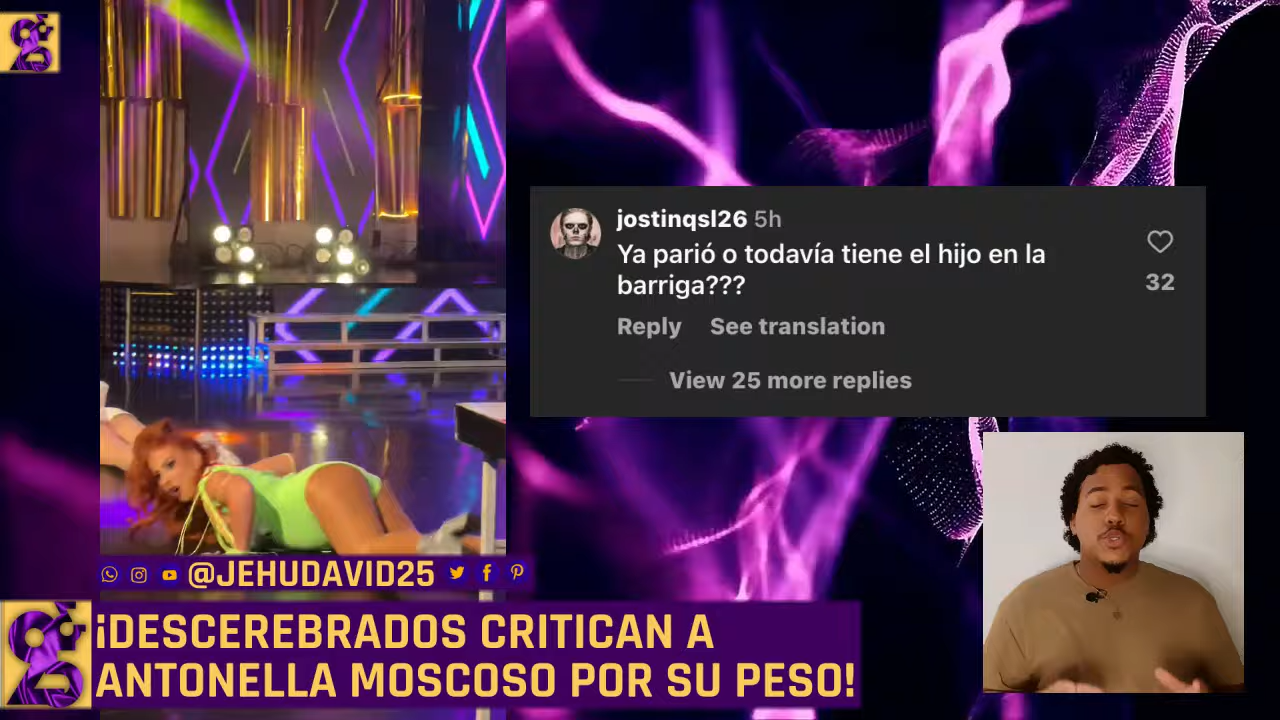 jostinqsl26 5h
Ya parió o todavía tiene el hijo en la
barriga???
32
Reply See translation
View 25 more replies
@JEHUDAVID25
¡DESCEREBRADOS CRITICAN A
ANTONELLA MOSCOSO POR SU PESO!